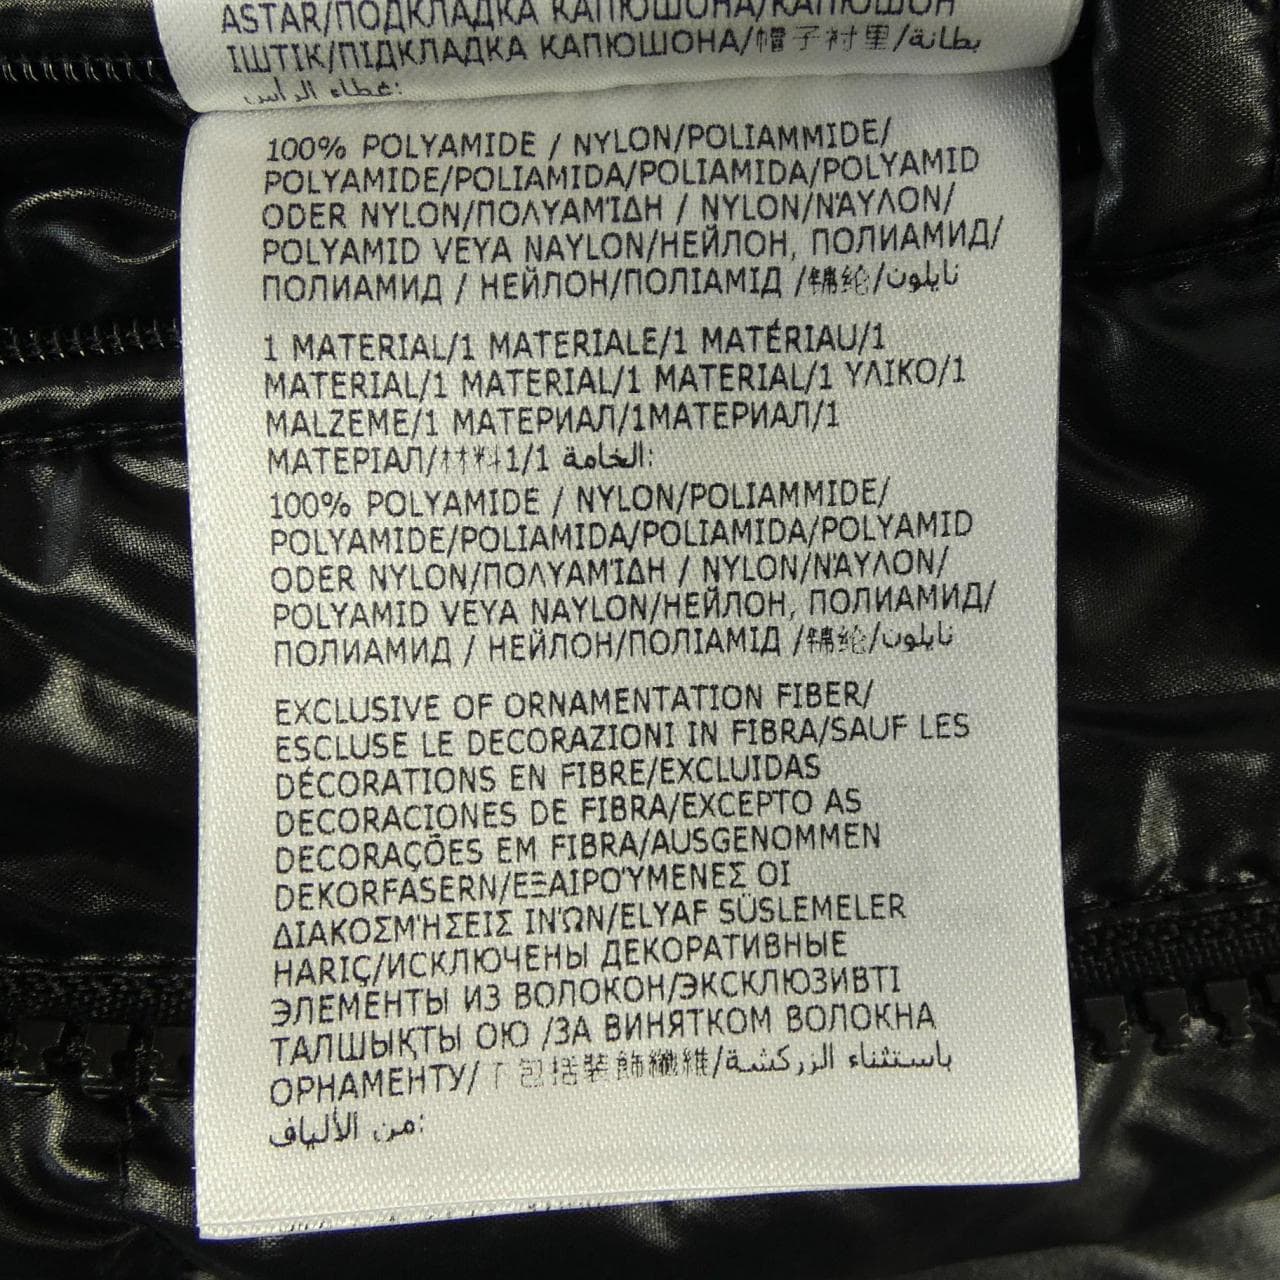 ASTAR/ПОДКЛАДКА КАПЮШОНА/КАПЮШОН
ІШТІК/ПІДКЛАДКА КАПЮШОНА/帽子衬里/بطانة
غطاء الرأس:
100% POLYAMIDE / NYLON/POLIAMMIDE/
POLYAMIDE/POLIAMIDA/POLIAMIDA/POLYAMID
ODER NYLON/ΠΟΛΥΑΜΊΔΗ / NYLON/ΝΆΥΛΟΝ/
POLYAMID VEYA NAYLON/НЕЙЛОН, ПОЛИАМИД/
ПОЛИАМИД / НЕЙЛОН/ПОЛІАМІД /锦纶/نايلون
1 MATERIAL/1 MATERIALE/1 MATÉRIAU/1
MATERIAL/1 MATERIAL/1 MATERIAL/1 ΥΛΙΚΟ/1
MALZEME/1 МАТЕРИАЛ/1МАТЕРИАЛ/1
МАТЕРІАЛ/材料1/1 الخامة:
100% POLYAMIDE / NYLON/POLIAMMIDE/
POLYAMIDE/POLIAMIDA/POLIAMIDA/POLYAMID
ODER NYLON/ΠΟΛΥΑΜΊΔΗ / NYLON/ΝΆΥΛΟΝ/
POLYAMID VEYA NAYLON/НЕЙЛОН, ПОЛИАМИД/
ПОЛИАМИД / НЕЙЛОН/ПОЛІАМІД /锦纶/نايلون
EXCLUSIVE OF ORNAMENTATION FIBER/
ESCLUSE LE DECORAZIONI IN FIBRA/SAUF LES
DÉCORATIONS EN FIBRE/EXCLUIDAS
DECORACIONES DE FIBRA/EXCEPTO AS
DECORAÇÕES EM FIBRA/AUSGENOMMEN
DEKORFASERN/ΕΞΑΙΡΟΎΜΕΝΕΣ ΟΙ
ΔΙΑΚΟΣΜΉΣΕΙΣ ΙΝΏΝ/ELYAF SÜSLEMELER
HARIÇ/ИСКЛЮЧЕНЫ ДЕКОРАТИВНЫЕ
ЭЛЕМЕНТЫ ИЗ ВОЛОКОН/ЭКСКЛЮЗИВТІ
ТАЛШЫҚТЫ ОЮ /ЗА ВИНЯТКОМ ВОЛОКНА
ОРНАМЕНТУ/不包括裝飾纖維/باستثناء الزركشة
من الألياف: